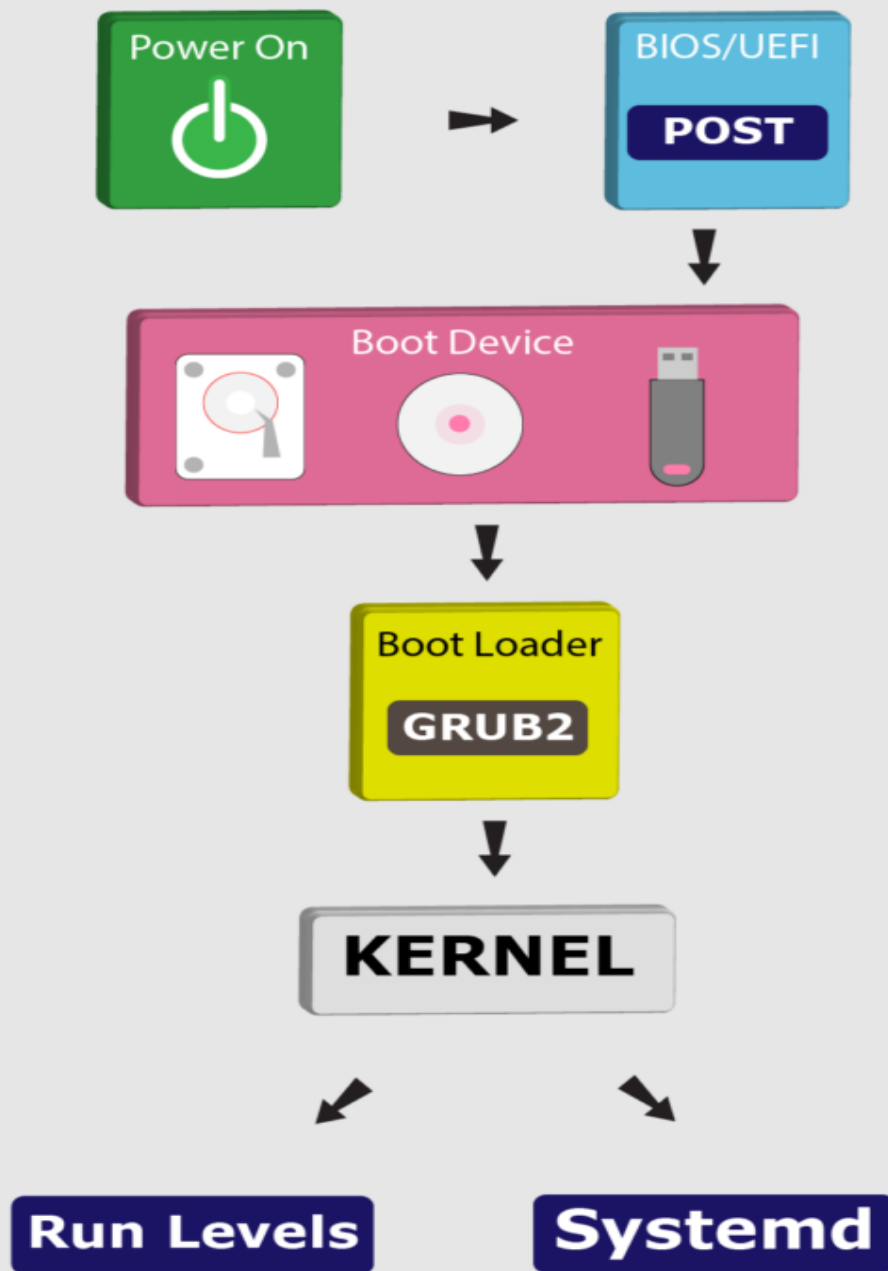 Power On
BIOS/UEFI
POST
Boot Device
Boot Loader
GRUB2
KERNEL
Run Levels
Systemd